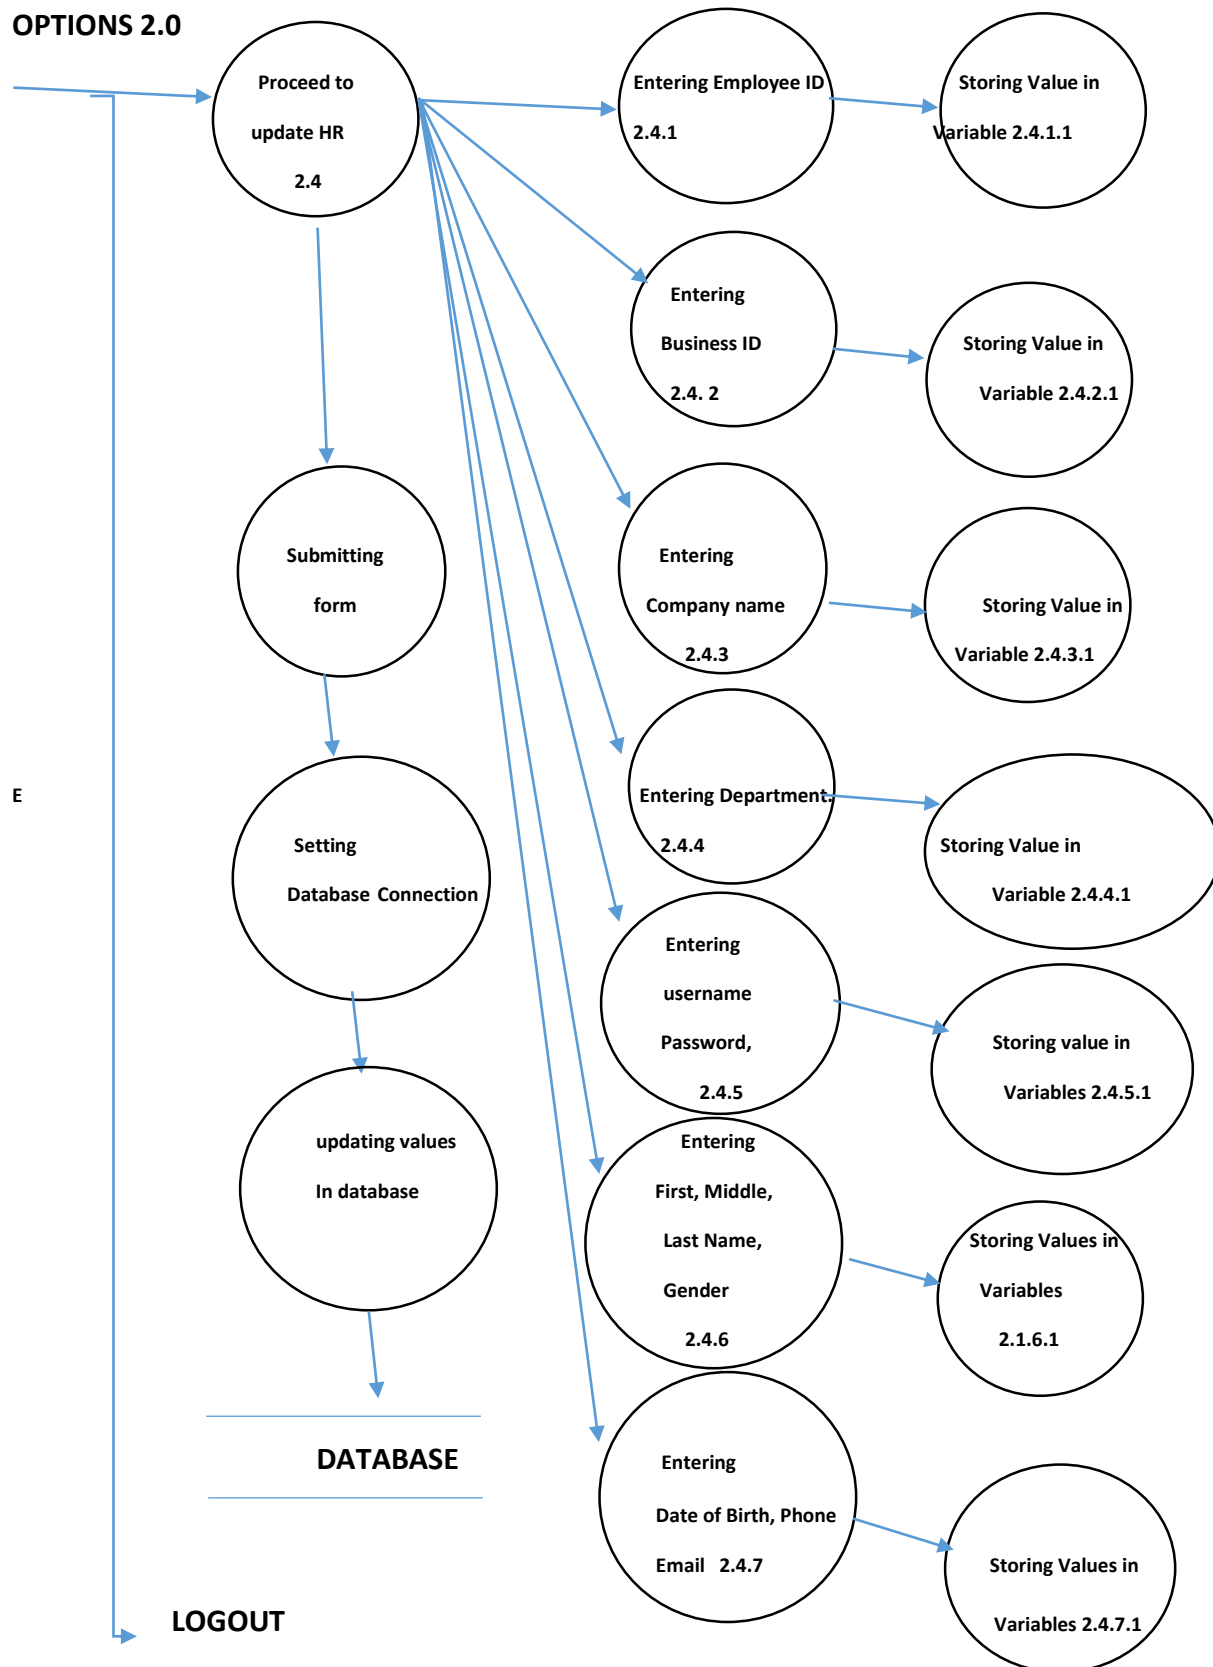 OPTIONS 2.0
Proceed to
update HR
2.4
Entering Employee ID
2.4.1
Storing Value in
Variable 2.4.1.1
Entering
Business ID
2.4. 2
Storing Value in
Variable 2.4.2.1
Submitting
form
Entering
Company name
2.4.3
Storing Value in
Variable 2.4.3.1
E
Setting
Database Connection
Entering Department.
2.4.4
Storing Value in
Variable 2.4.4.1
Entering
username
Password,
2.4.5
Storing value in
Variables 2.4.5.1
updating values
In database
Entering
First, Middle,
Last Name,
Gender
2.4.6
Storing Values in
Variables
2.1.6.1
DATABASE
Entering
Date of Birth, Phone
Email 2.4.7
Storing Values in
Variables 2.4.7.1
LOGOUT